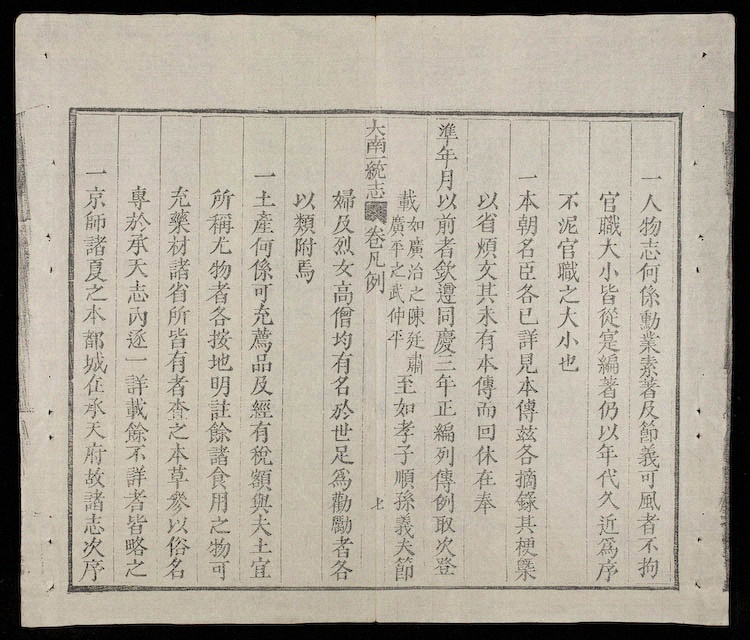 一人物志何係勳業素著及節義可風者不拘
官職大小皆從寔編著仍以年代久近爲序
不泥官職之大小也
一本朝名臣各已詳見本傳玆各摘錄其梗槩
以省煩文其未有本傳而回休在奉
準年月以前者欽遵同慶三年正編列傳例取次登
載如廣治之陳廷肅廣平之武仲平至如孝子順孫義夫節
大南一統志卷凡例 七
婦及烈女高僧均有名於世足爲勸勵者各
以類附焉
一土產何係可充薦品及經有稅額與夫土宜
所稱尤物者各按地明註餘諸食用之物可
充藥材諸省所皆有者查之本草參以俗名
專於承天志內逐一詳載餘不詳者皆略之
一京師諸夏之本都城在承天府故諸志次序